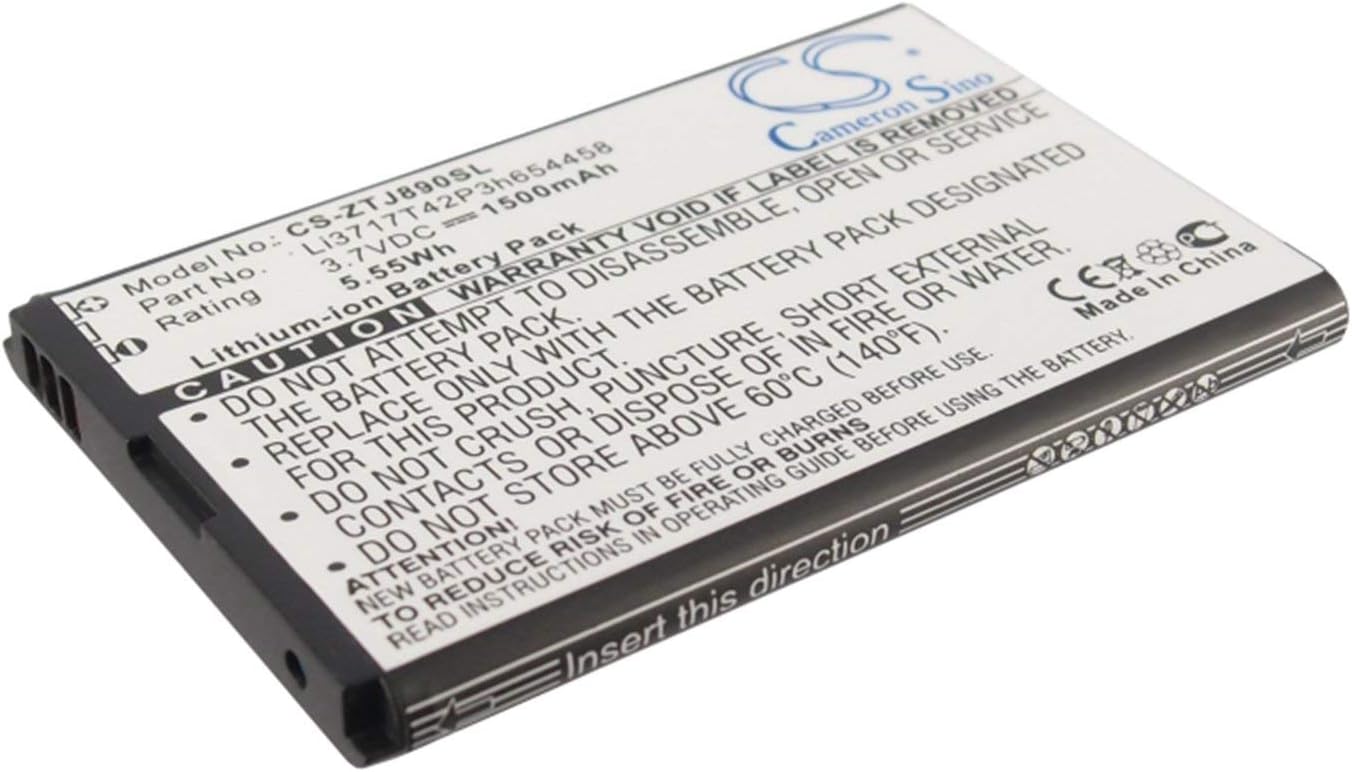 CS
Cameron Sino
Model No.: CS-ZTJ890SL
Part No. : Li3717T42P3h654458
Rating : 3.7VDC 1500mAh
5.55Wh
Lithium-ion Battery Pack
CAUTION WARRANTY VOID IF LABEL REMOVED
• DO NOT ATTEMPT TO DISASSEMBLE, OPEN OR SERVICE
THE BATTERY PACK.
• REPLACE ONLY WITH THE BATTERY PACK DESIGNATED
FOR THIS PRODUCT.
• DO NOT CRUSH, PUNCTURE, SHORT EXTERNAL
CONTACTS OR DISPOSE OF IN FIRE OR WATER.
• DO NOT STORE ABOVE 60°C (140°F).
ATTENTION!
NEW BATTERY PACK MUST BE FULLY CHARGED BEFORE USE.
TO REDUCE RISK OF FIRE OR BURNS
READ INSTRUCTIONS IN OPERATING GUIDE BEFORE USING THE BATTERY.
CE
Made in China
Insert this direction